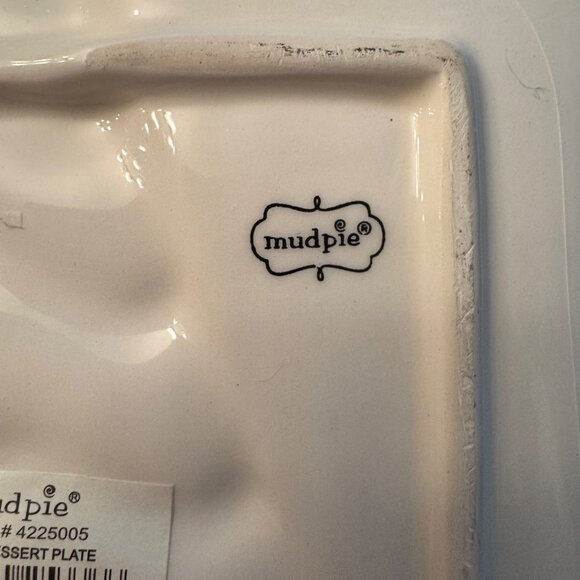 mudpie®
udpie®
# 4225005
SSERT PLATE